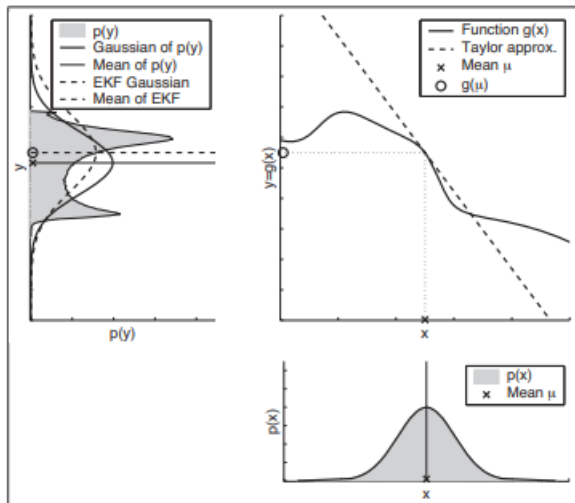 p(y)
Gaussian of p(y)
Mean of p(y)
EKF Gaussian
Mean of EKF
y
p(y)
Function g(x)
Taylor approx.
Mean μ
g(μ)
y=g(x)
x
p(x)
Mean μ
p(x)
x